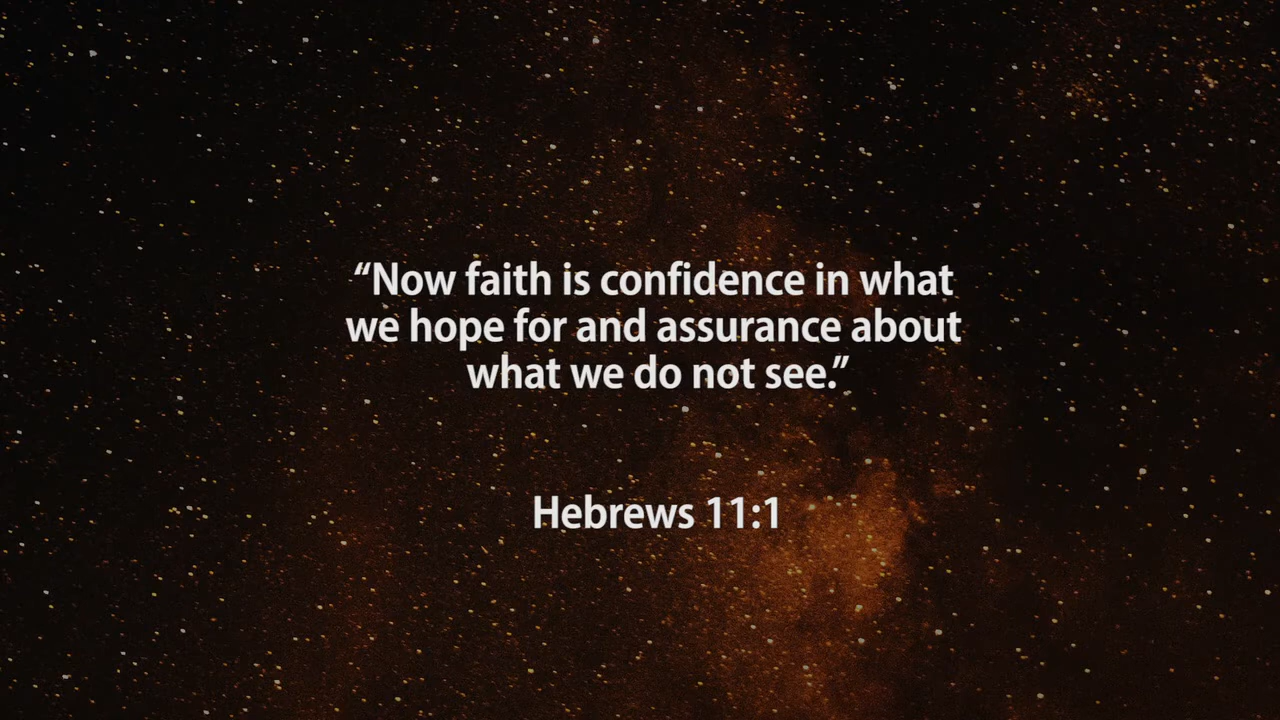 “Now faith is confidence in what
we hope for and assurance about
what we do not see.”
Hebrews 11:1